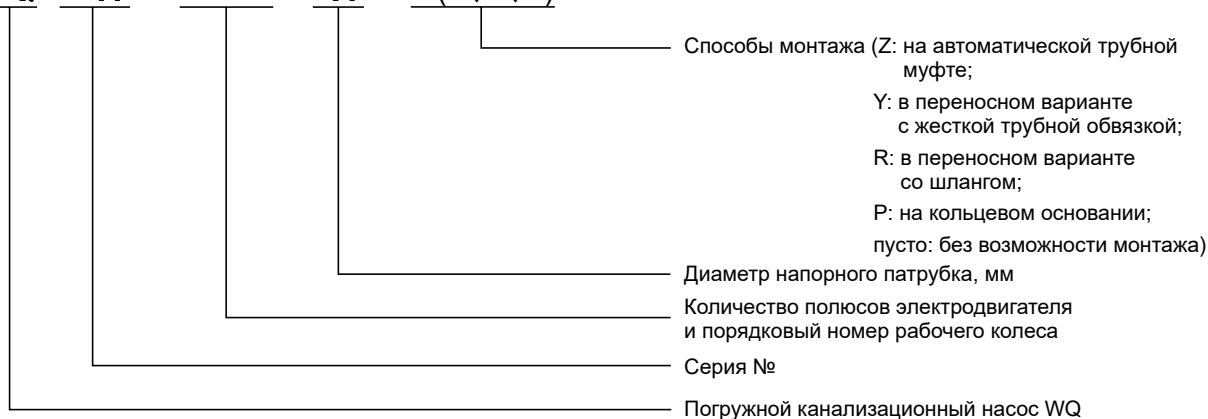 Способы монтажа (Z: на автоматической трубной
муфте;
Y: в переносном варианте
с жесткой трубной обвязкой;
R: в переносном варианте
со шлангом;
P: на кольцевом основании;
пусто: без возможности монтажа)
Диаметр напорного патрубка, мм
Количество полюсов электродвигателя
и порядковый номер рабочего колеса
Серия №
Погружной канализационный насос WQ